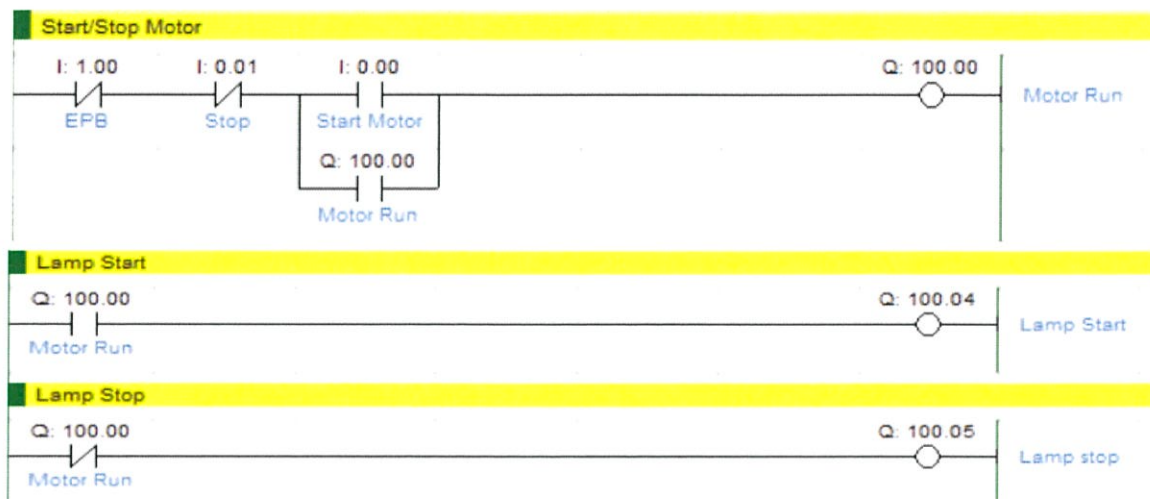 Start/Stop Motor
I: 1.00 I: 0.01 I: 0.00 Q: 100.00
EPB Stop Start Motor Motor Run
Q: 100.00
Motor Run
Lamp Start
Q: 100.00 Q: 100.04
Motor Run Lamp Start
Lamp Stop
Q: 100.00 Q: 100.05
Motor Run Lamp stop